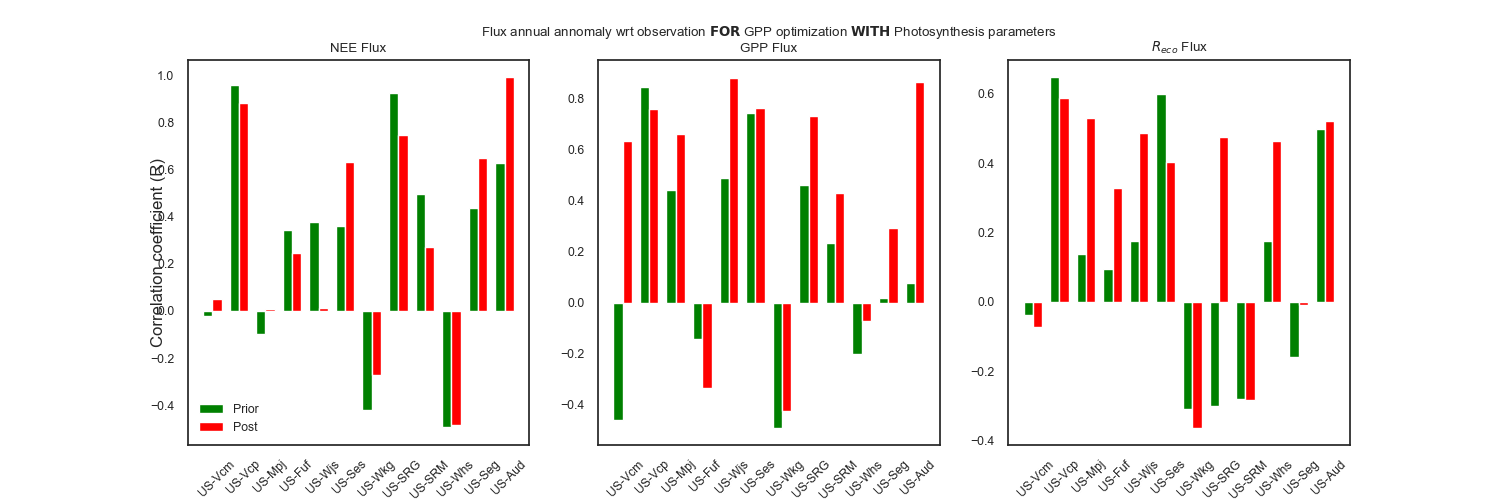 Flux annual annomaly wrt observation FOR GPP optimization WITH Photosynthesis parameters
NEE Flux
GPP Flux
R_eco Flux
Correlation coefficient (R)
1.0
0.8
0.6
0.4
0.2
0.0
−0.2
−0.4
Prior
Post
US-Vcm
US-Vcp
US-Mpj
US-Fuf
US-Wjs
US-Ses
US-Wkg
US-SRG
US-SRM
US-Whs
US-Seg
US-Aud
0.8
0.6
0.4
0.2
0.0
−0.2
−0.4
US-Vcm
US-Vcp
US-Mpj
US-Fuf
US-Wjs
US-Ses
US-Wkg
US-SRG
US-SRM
US-Whs
US-Seg
US-Aud
0.6
0.4
0.2
0.0
−0.2
−0.4
US-Vcm
US-Vcp
US-Mpj
US-Fuf
US-Wjs
US-Ses
US-Wkg
US-SRG
US-SRM
US-Whs
US-Seg
US-Aud